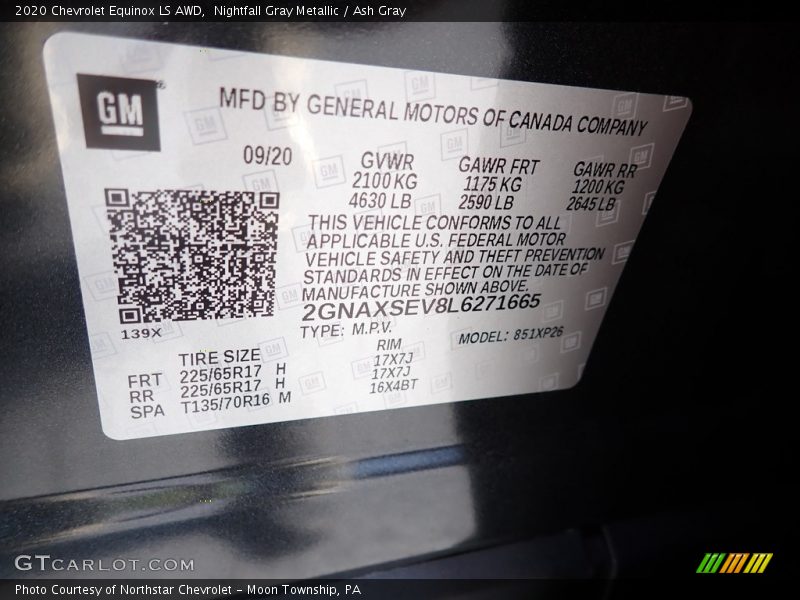 2020 Chevrolet Equinox LS AWD,  Nightfall Gray Metallic / Ash Gray
GM
MFD BY GENERAL MOTORS OF CANADA COMPANY
09/20
GVWR
2100 KG
4630 LB
GAWR FRT
1175 KG
2590 LB
GAWR RR
1200 KG
2645 LB
THIS VEHICLE CONFORMS TO ALL
APPLICABLE U.S. FEDERAL MOTOR
VEHICLE SAFETY AND THEFT PREVENTION
STANDARDS IN EFFECT ON THE DATE OF
MANUFACTURE SHOWN ABOVE.
2GNAXSEV8L6271665
TYPE: M.P.V.
MODEL: 851XP26
139X
TIRE SIZE RIM
FRT 225/65R17 H 17X7J
RR 225/65R17 H 17X7J
SPA T135/70R16 M 16X4BT
GTCARLOT.COM
Photo Courtesy of Northstar Chevrolet – Moon Township, PA